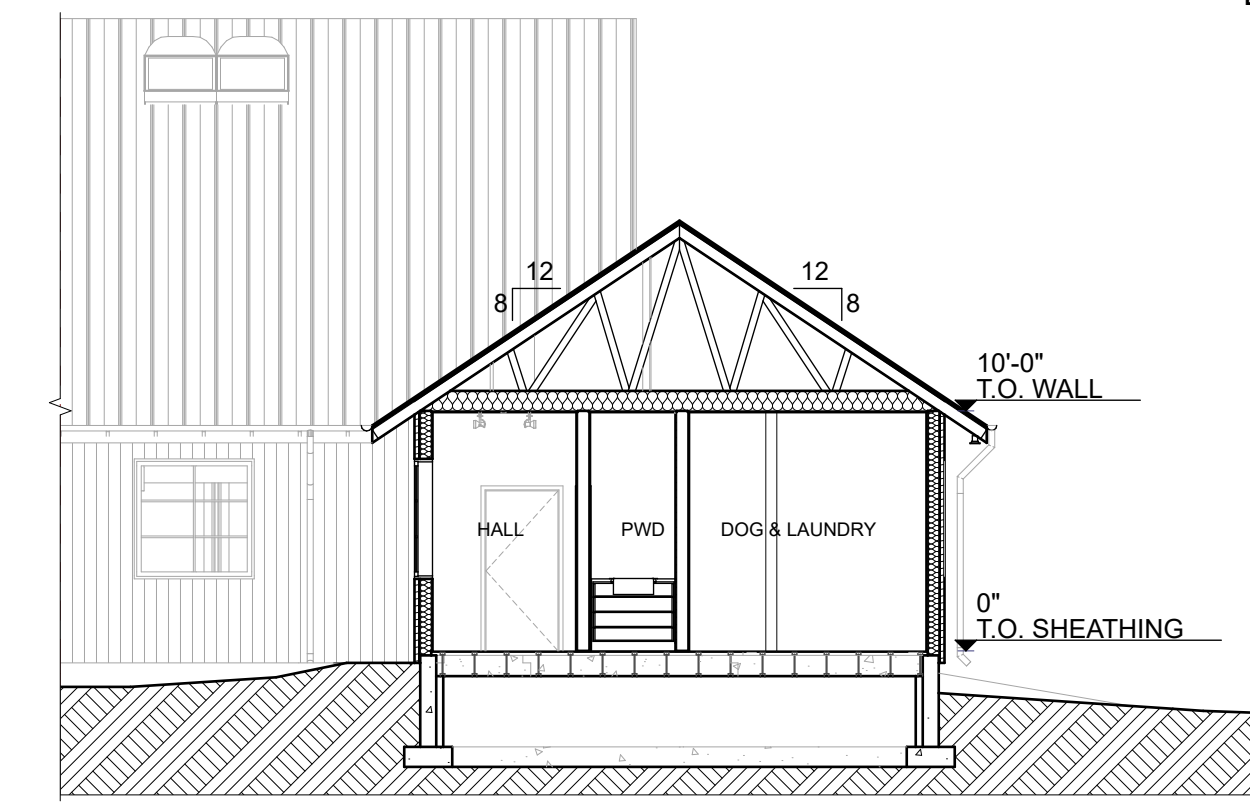 12
8
12
8
10'-0"
T.O. WALL
HALL
PWD
DOG & LAUNDRY
0"
T.O. SHEATHING